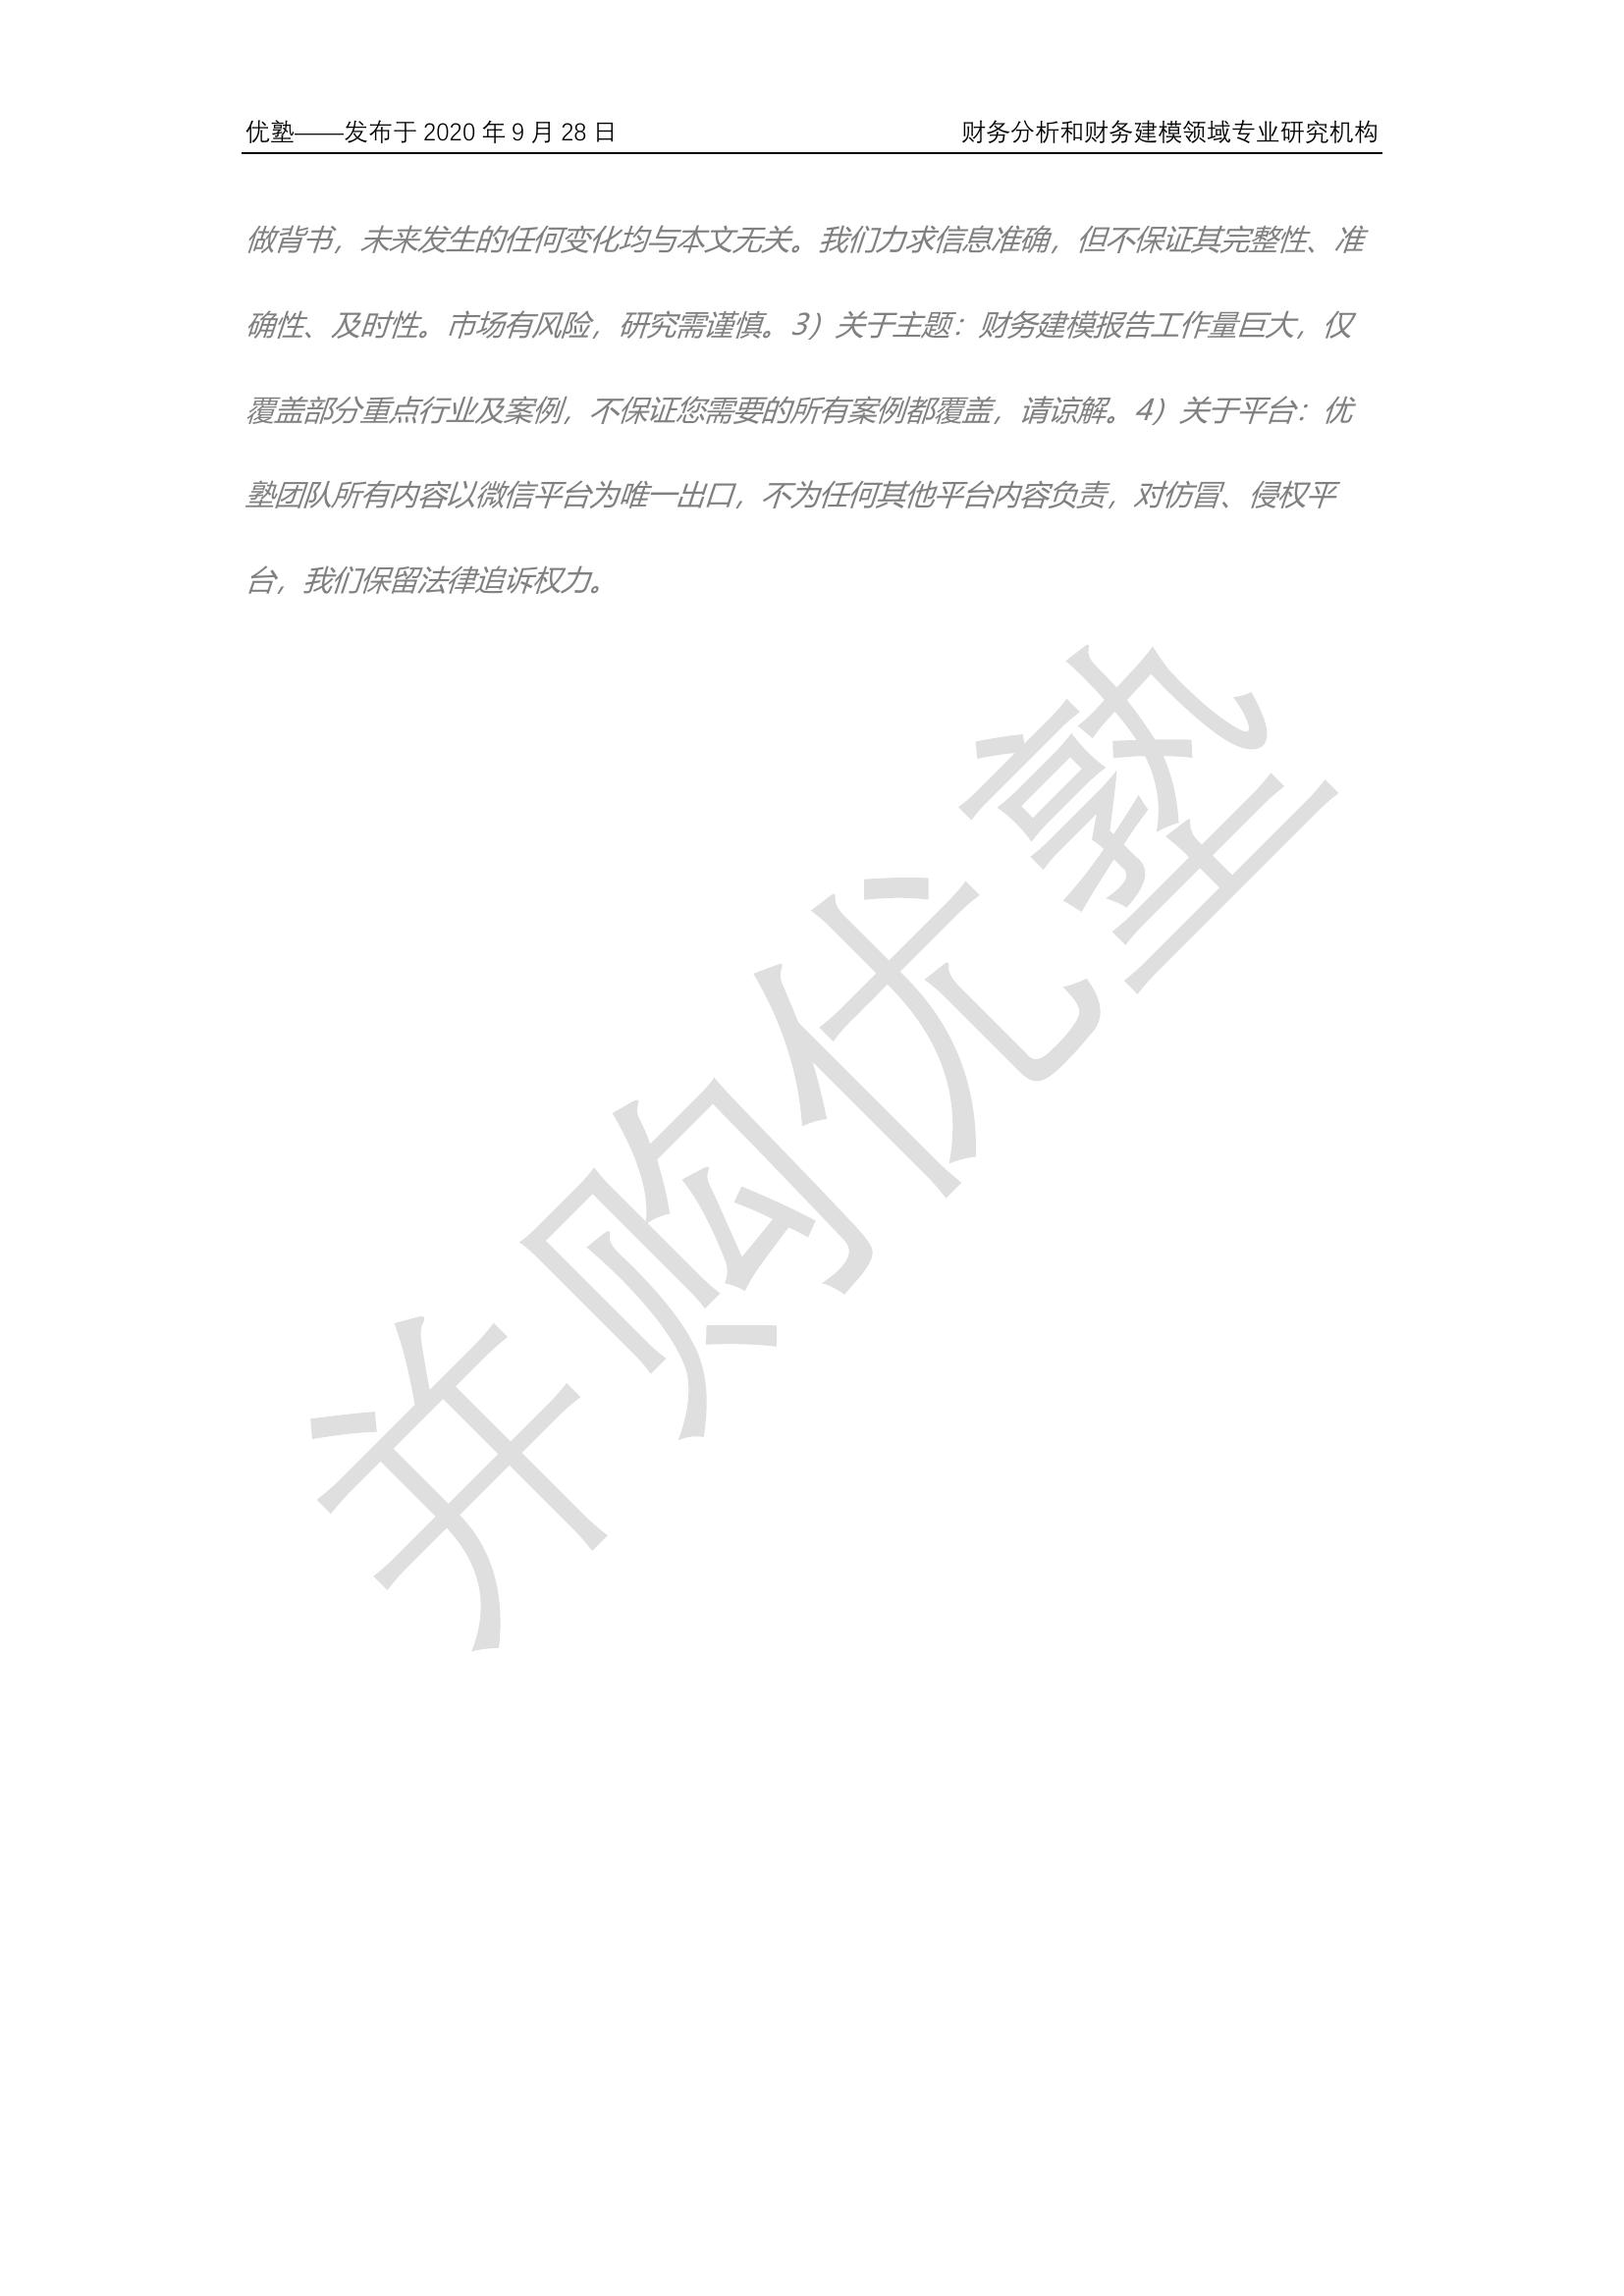 优塾——发布于 2020 年 9 月 28 日 财务分析和财务建模领域专业研究机构
做背书，未来发生的任何变化均与本文无关。我们力求信息准确，但不保证其完整性、准
确性、及时性。市场有风险，研究需谨慎。3）关于主题：财务建模报告工作量巨大，仅
覆盖部分重点行业及案例，不保证您需要的所有案例都覆盖，请谅解。4）关于平台：优
塾团队所有内容以微信平台为唯一出口，不为任何其他平台内容负责，对仿冒、侵权平
台，我们保留法律追诉权力。
并购优塾